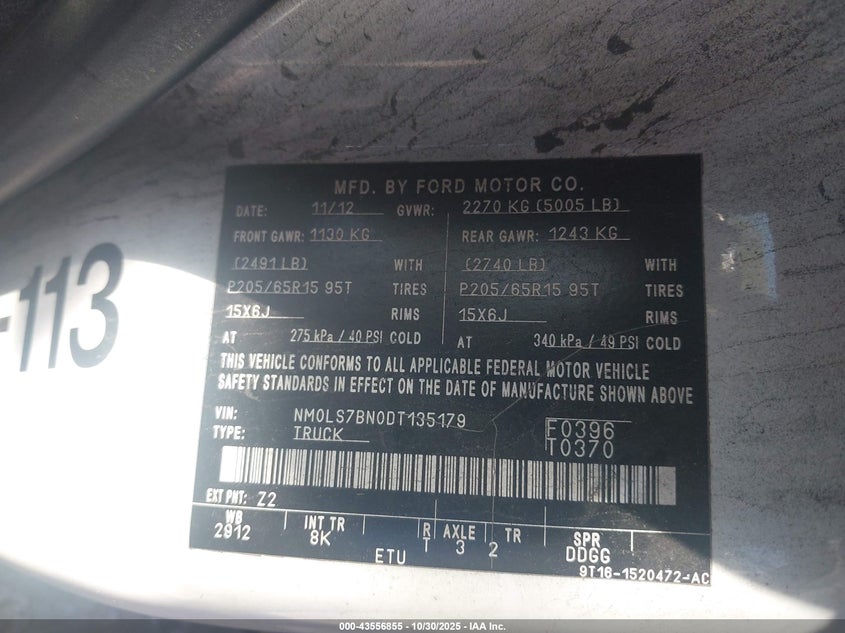 MFD. BY FORD MOTOR CO.
DATE: 11/12 GVWR: 2270 KG (5005 LB)
FRONT GAWR: 1130 KG REAR GAWR: 1243 KG
(2491 LB) WITH (2740 LB) WITH
P205/65R15 95T TIRES P205/65R15 95T TIRES
15X6J RIMS 15X6J RIMS
AT 275 kPa / 40 PSI COLD AT 340 kPa / 49 PSI COLD
THIS VEHICLE CONFORMS TO ALL APPLICABLE FEDERAL MOTOR VEHICLE
SAFETY STANDARDS IN EFFECT ON THE DATE OF MANUFACTURE SHOWN ABOVE
VIN: NM0LS7BN0DT135179 F0396
TYPE: TRUCK T0370
EXT PNT: Z2
WB INT TR R AXLE TR SPR
2912 8K T 3 2 DDGG
ETU
9T16-1520472-AC
-113
000-43556855 | 10/30/2025 - IAA Inc.